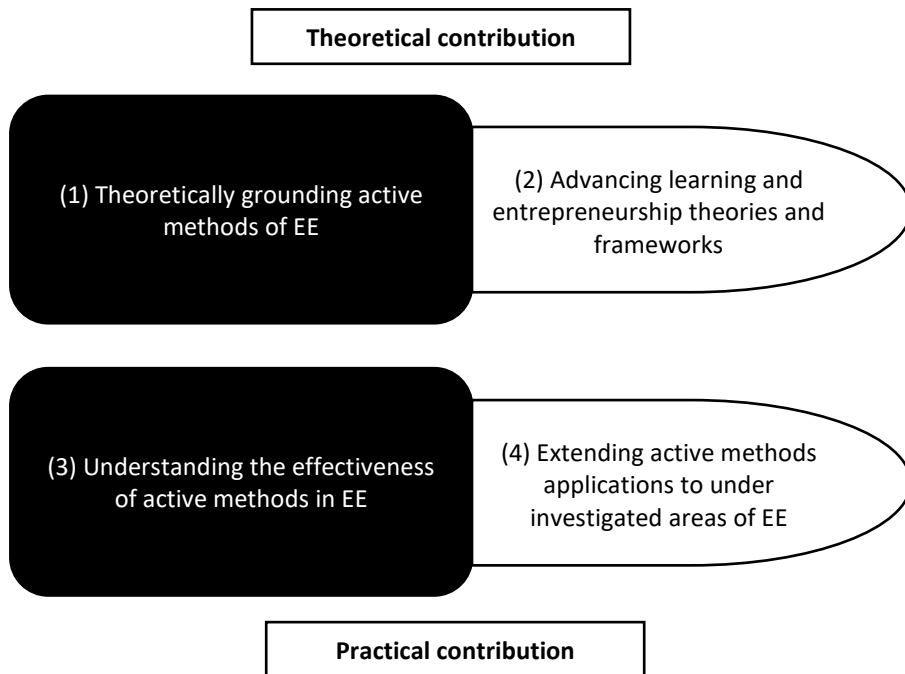 Theoretical contribution
(1) Theoretically grounding active
methods of EE
(2) Advancing learning and
entrepreneurship theories and
frameworks
(3) Understanding the effectiveness
of active methods in EE
(4) Extending active methods
applications to under
investigated areas of EE
Practical contribution